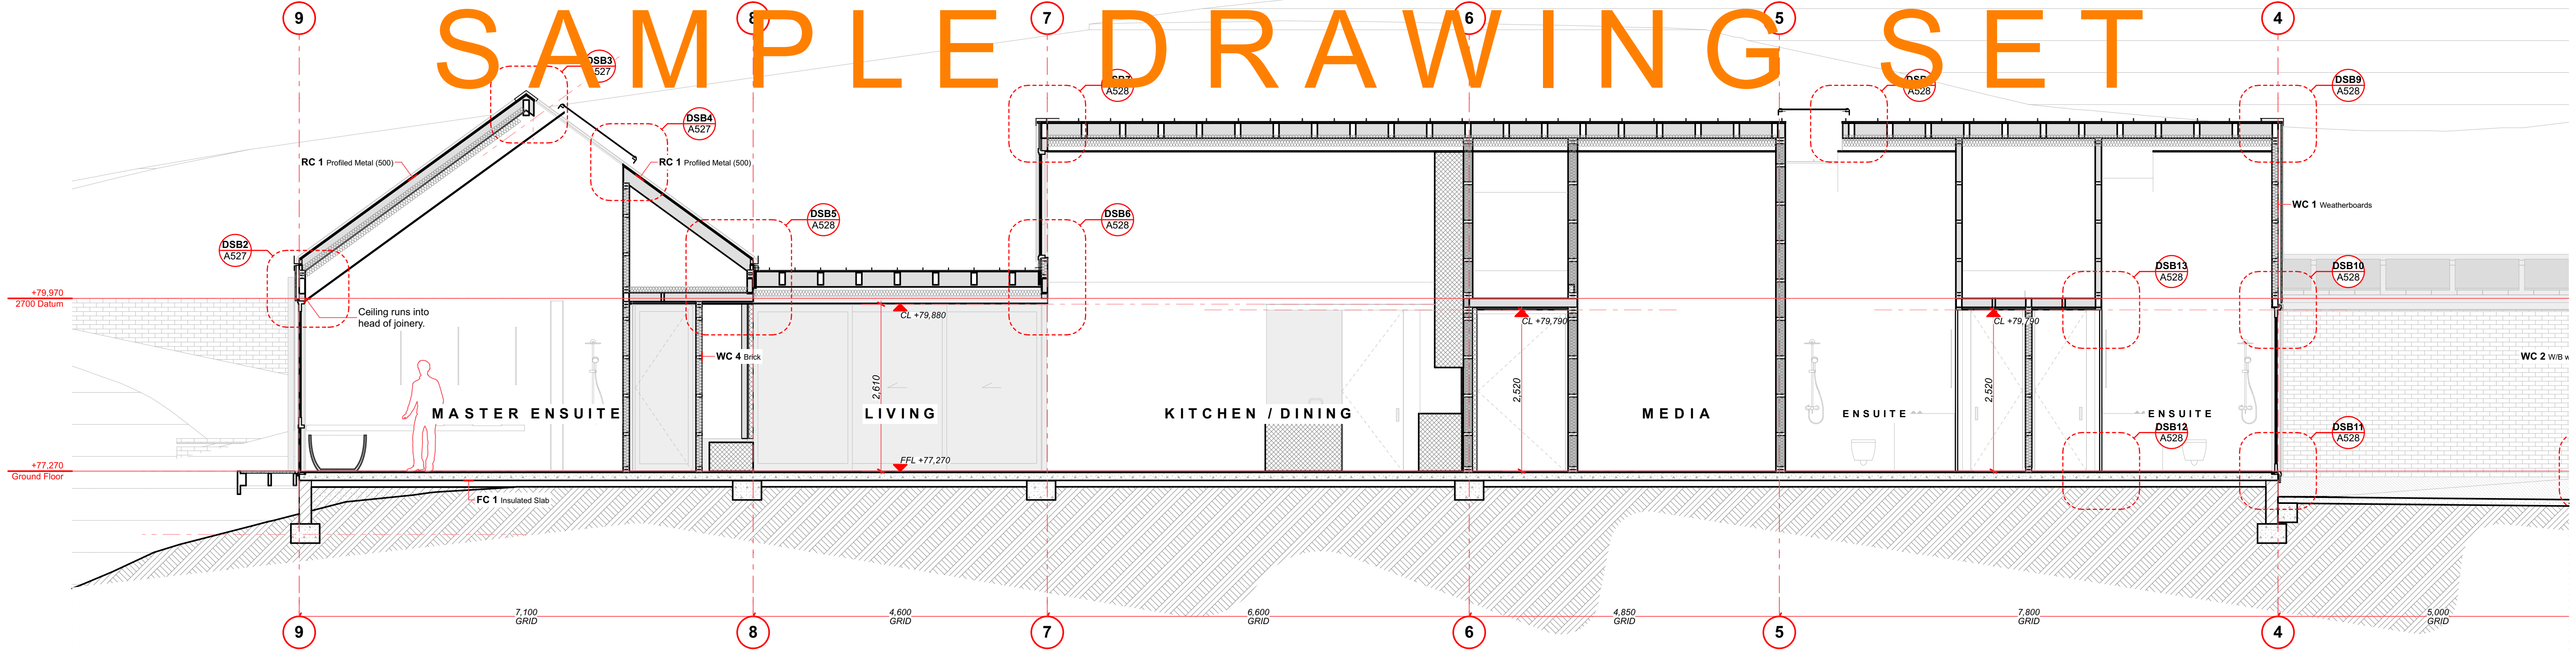 SAMPLE DRAWING SET
9
8
7
6
5
4
DSB3
A527
A528
A528
DSB9
A528
DSB4
A527
RC 1 Profiled Metal (500)
RC 1 Profiled Metal (500)
WC 1 Weatherboards
DSB5
A528
DSB6
A528
DSB2
A527
DSB13
A528
DSB10
A528
+79,970
2700 Datum
Ceiling runs into
head of joinery.
CL +79,880
CL +79,790
CL +79,790
WC 4 Brick
WC 2 W/B
2,610
2,520
2,520
MASTER ENSUITE
LIVING
KITCHEN / DINING
MEDIA
ENSUITE
ENSUITE
DSB12
A528
DSB11
A528
+77,270
Ground Floor
FFL +77,270
FC 1 Insulated Slab
7,100
GRID
4,600
GRID
6,600
GRID
4,850
GRID
7,800
GRID
5,000
GRID
9
8
7
6
5
4